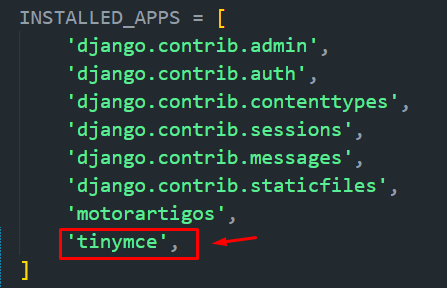 INSTALLED_APPS = [
'django.contrib.admin',
'django.contrib.auth',
'django.contrib.contenttypes',
'django.contrib.sessions',
'django.contrib.messages',
'django.contrib.staticfiles',
'motorartigos',
'tinymce',
]